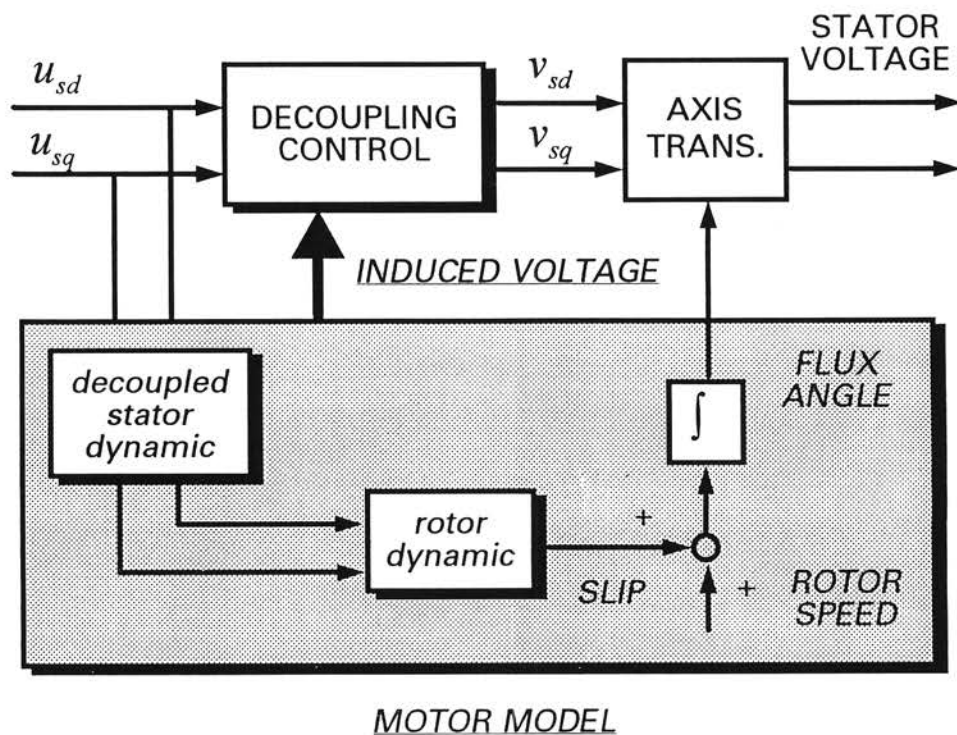 STATOR
VOLTAGE
u_sd
v_sd
DECOUPLING
CONTROL
AXIS
TRANS.
u_sq
v_sq
INDUCED VOLTAGE
decoupled
stator
dynamic
FLUX
ANGLE
∫
rotor
dynamic
+
SLIP
+
ROTOR
SPEED
MOTOR MODEL